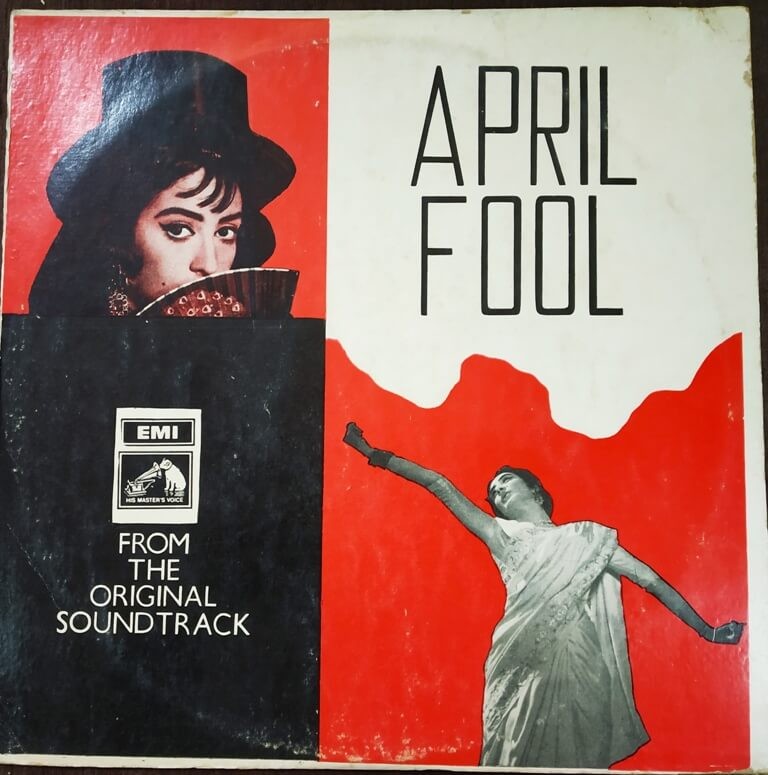 APRIL
FOOL
EMI
HIS MASTER'S VOICE
FROM
THE
ORIGINAL
SOUNDTRACK